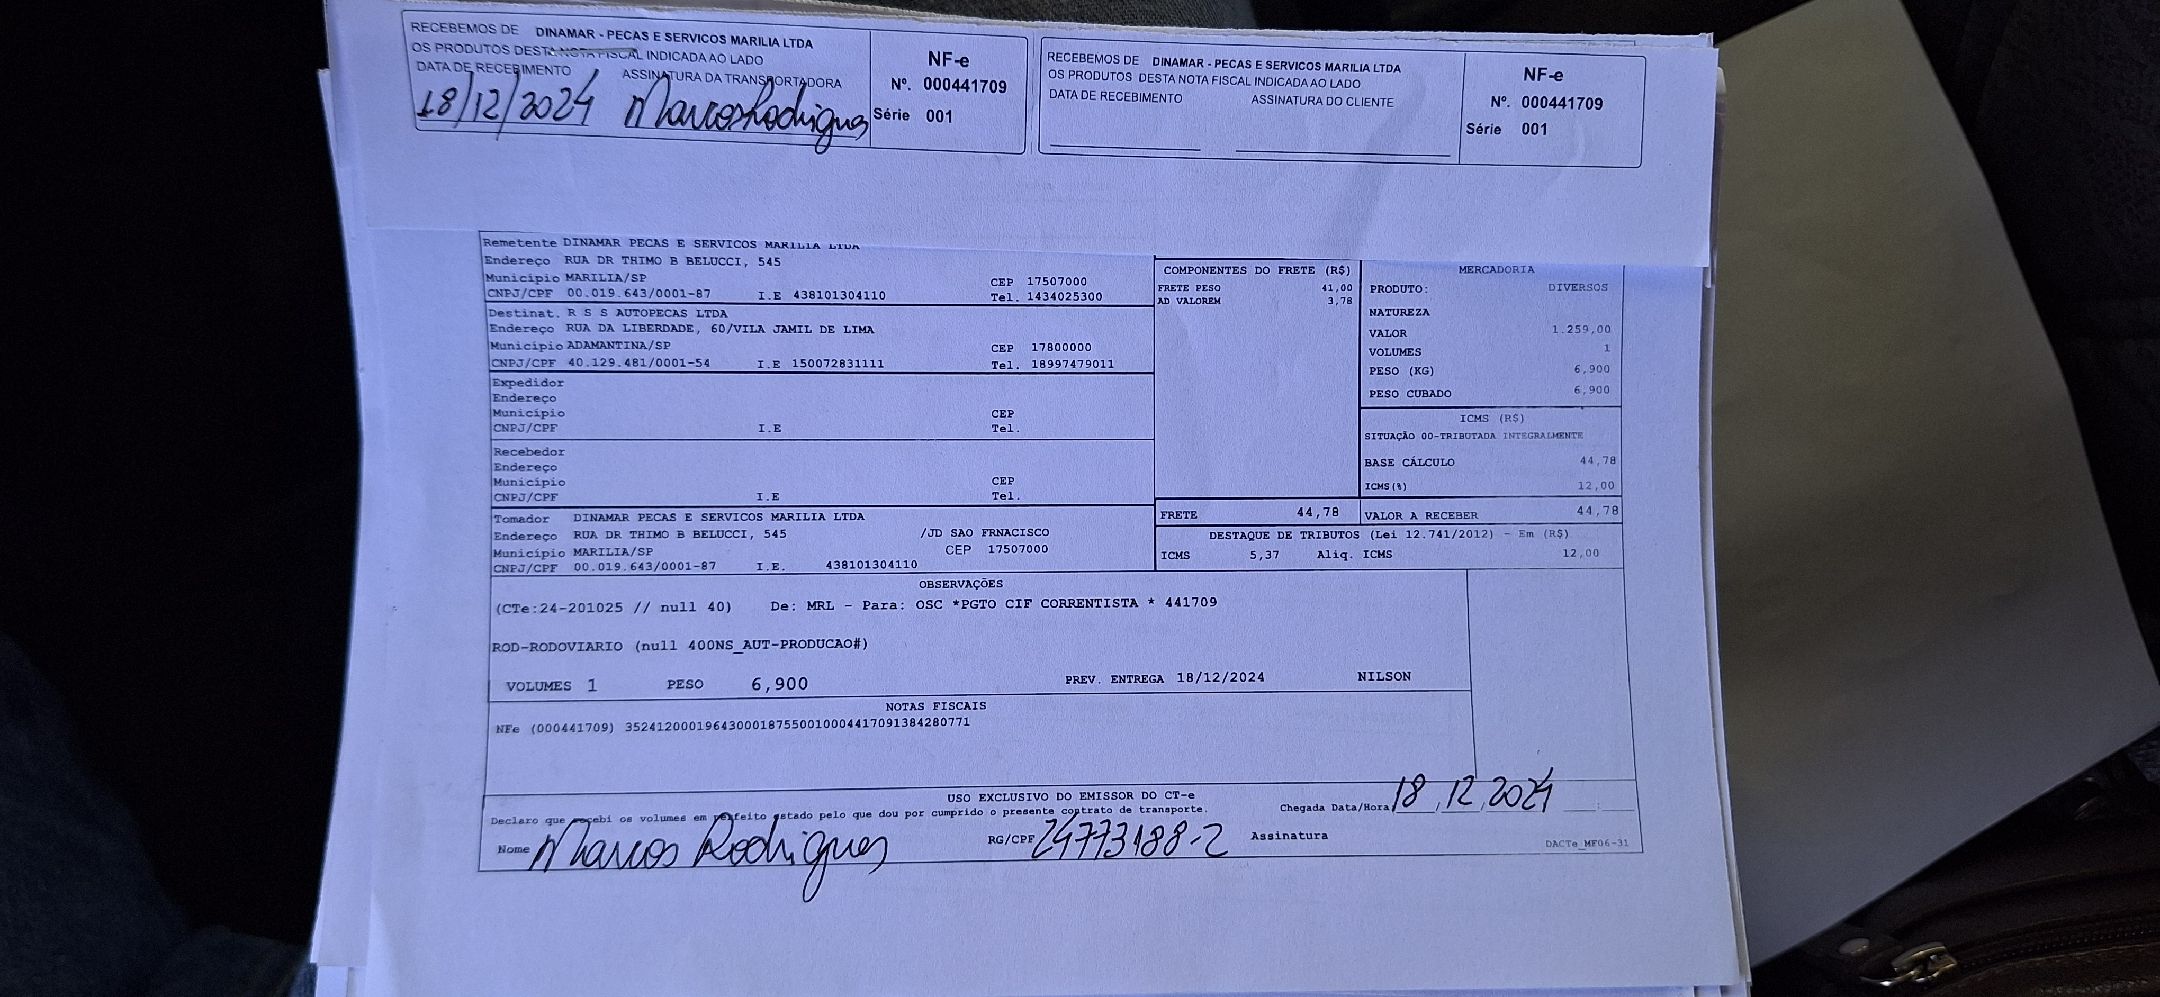 RECEBEMOS DE DINAMAR - PECAS E SERVICOS MARILIA LTDA
OS PRODUTOS DESTA NOTA FISCAL INDICADA AO LADO
DATA DE RECEBIMENTO ASSINATURA DA TRANSPORTADORA
18/12/2024 Marcos Rodrigues
NF-e
Nº. 000441709
Série 001
RECEBEMOS DE DINAMAR - PECAS E SERVICOS MARILIA LTDA
OS PRODUTOS DESTA NOTA FISCAL INDICADA AO LADO
DATA DE RECEBIMENTO ASSINATURA DO CLIENTE
NF-e
Nº. 000441709
Série 001
Remetente DINAMAR PECAS E SERVICOS MARILIA LTDA
Endereço RUA DR THIMO B BELUCCI, 545
Município MARILIA/SP CEP 17507000
CNPJ/CPF 00.019.643/0001-87 I.E 438101304110 Tel. 1434025300
Destinat. R S S AUTOPECAS LTDA
Endereço RUA DA LIBERDADE, 60/VILA JAMIL DE LIMA
Município ADAMANTINA/SP CEP 17800000
CNPJ/CPF 40.129.481/0001-54 I.E 150072831111 Tel. 18997479011
Expedidor
Endereço
Município CEP
CNPJ/CPF I.E Tel.
Recebedor
Endereço
Município CEP
CNPJ/CPF I.E Tel.
Tomador DINAMAR PECAS E SERVICOS MARILIA LTDA
Endereço RUA DR THIMO B BELUCCI, 545 /JD SAO FRNACISCO
Município MARILIA/SP CEP 17507000
CNPJ/CPF 00.019.643/0001-87 I.E. 438101304110
COMPONENTES DO FRETE (R$)
FRETE PESO 41,00
AD VALOREM 3,78
FRETE 44,78
MERCADORIA
PRODUTO: DIVERSOS
NATUREZA
VALOR 1.259,00
VOLUMES 1
PESO (KG) 6,900
PESO CUBADO 6,900
ICMS (R$)
SITUAÇÃO 00-TRIBUTADA INTEGRALMENTE
BASE CÁLCULO 44,78
ICMS(%) 12,00
VALOR A RECEBER 44,78
DESTAQUE DE TRIBUTOS (Lei 12.741/2012) - Em (R$)
ICMS 5,37 Aliq. ICMS 12,00
OBSERVAÇÕES
(CTe:24-201025 // null 40) De: MRL - Para: OSC *PGTO CIF CORRENTISTA * 441709
ROD-RODOVIARIO (null 400NS_AUT-PRODUCAO#)
VOLUMES 1 PESO 6,900 PREV. ENTREGA 18/12/2024 NILSON
NOTAS FISCAIS
NFe (000441709) 35241200019643000187550010004417091384280771
USO EXCLUSIVO DO EMISSOR DO CT-e
Declaro que recebi os volumes em perfeito estado pelo que dou por cumprido o presente contrato de transporte. Chegada Data/Hora 18,12,2024
Nome Marcos Rodrigues RG/CPF 24773188-2 Assinatura
DACTe_MF06-31